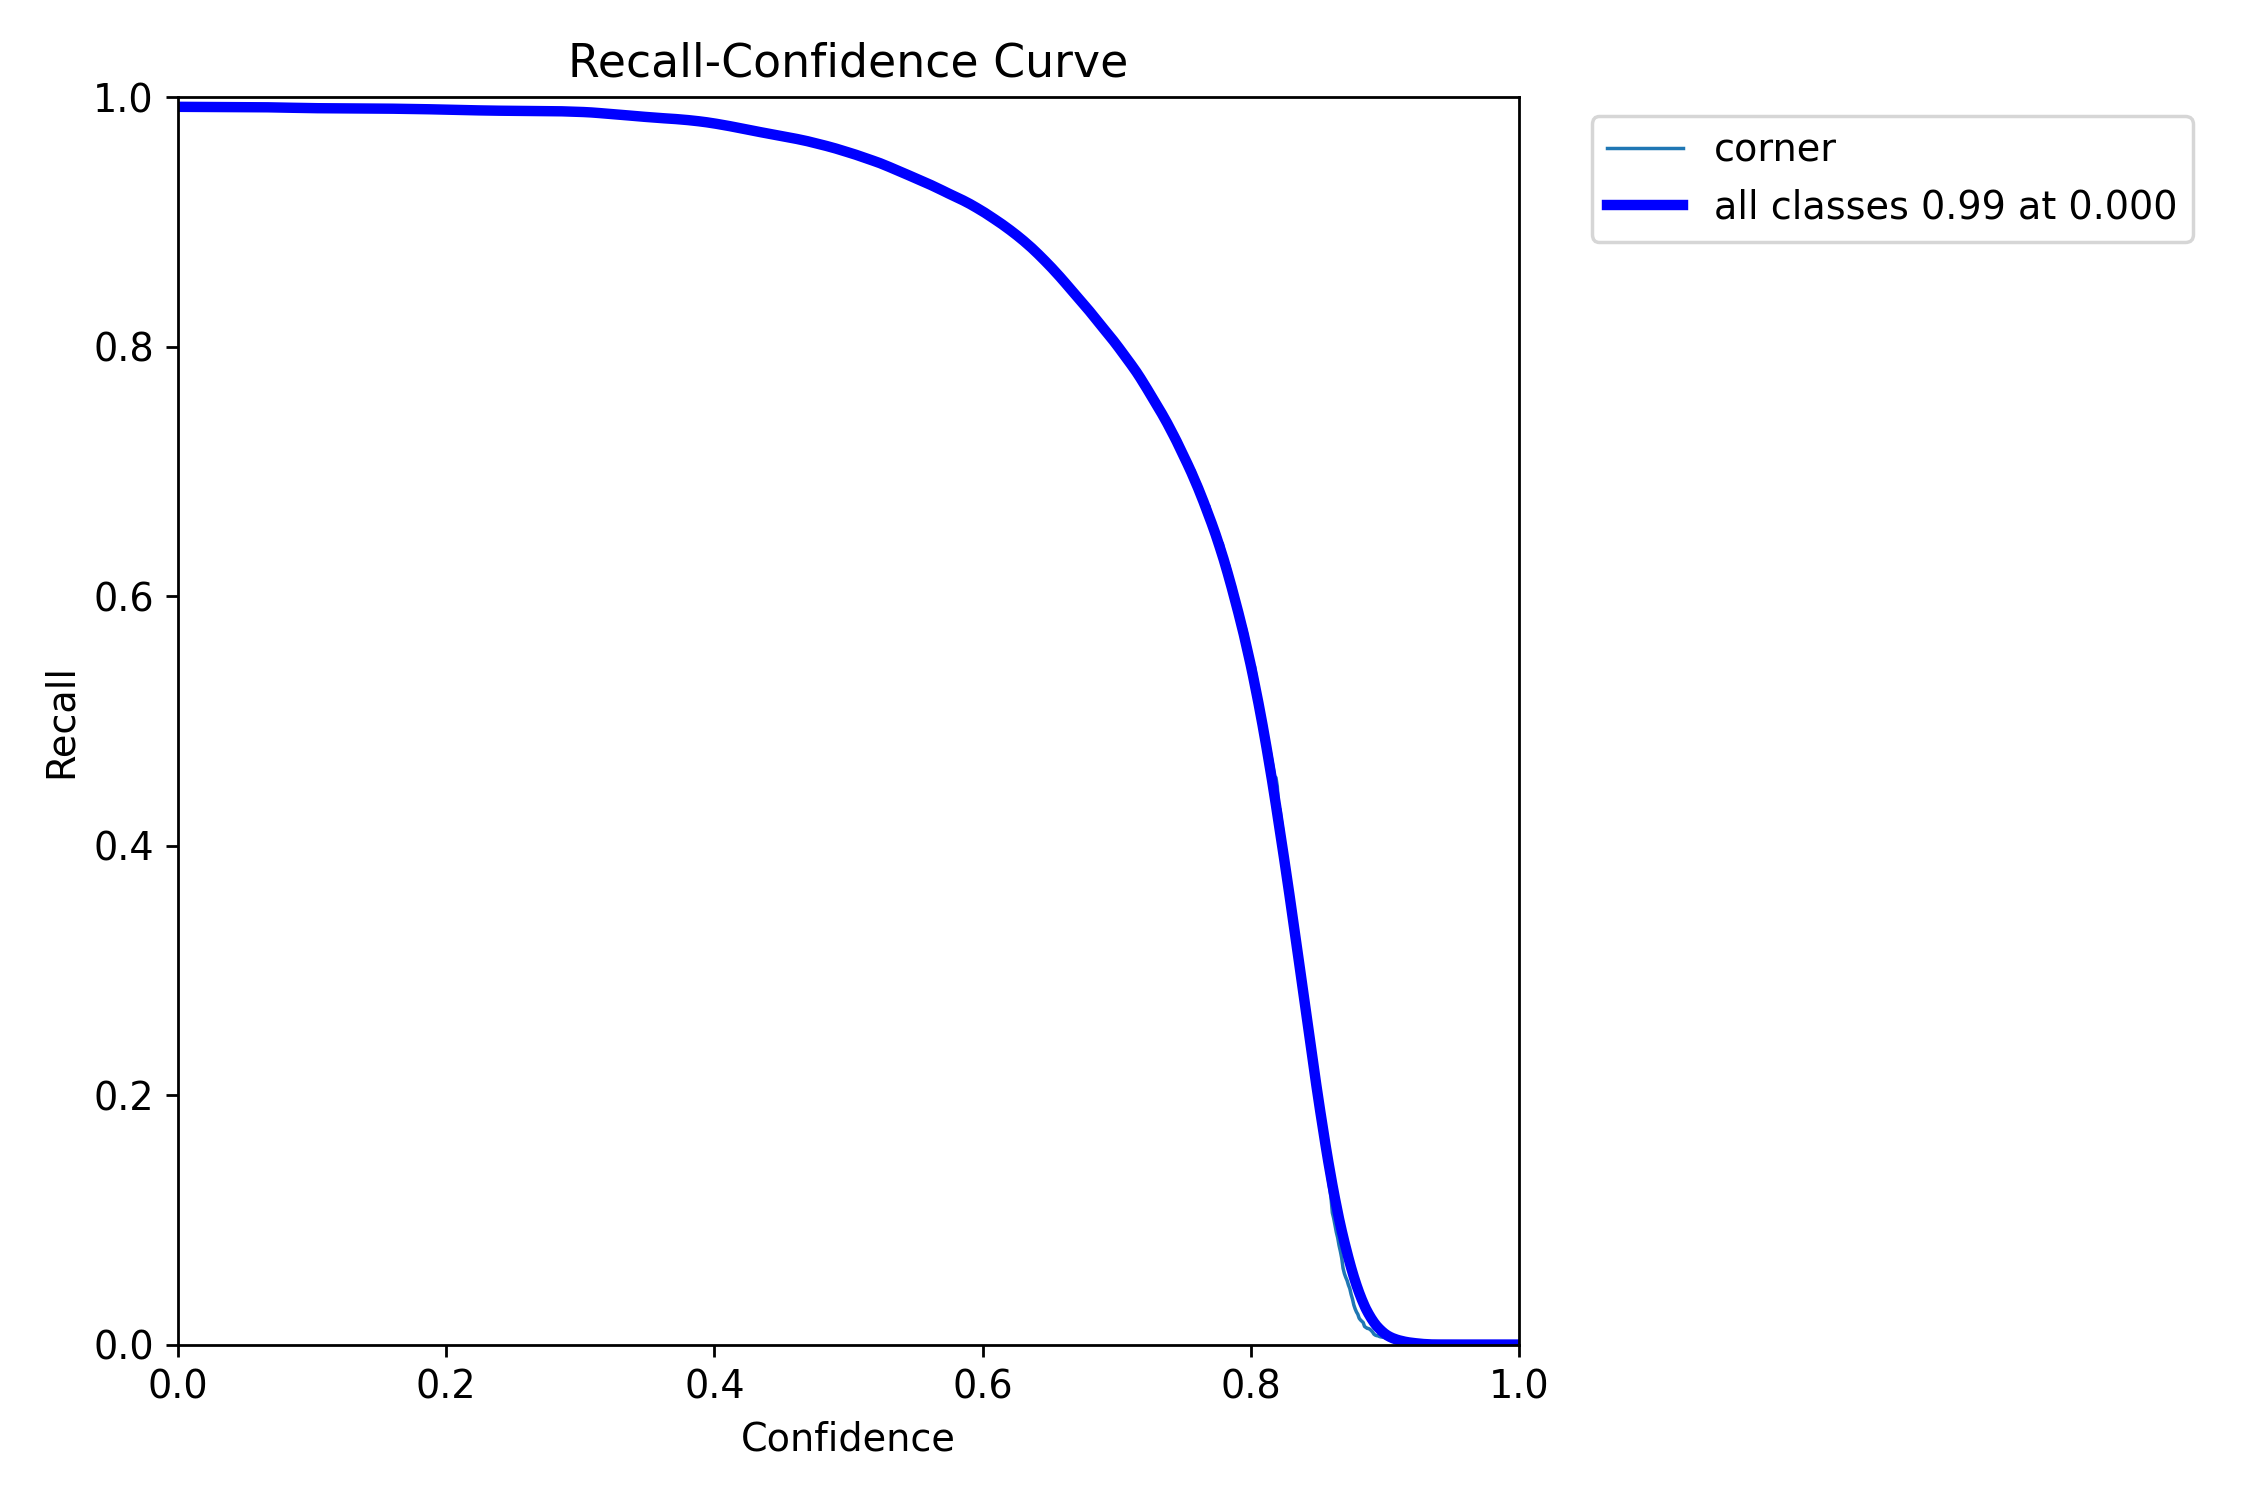 Recall-Confidence Curve
corner
all classes 0.99 at 0.000
1.0
0.8
0.6
0.4
0.2
0.0
Recall
0.0 0.2 0.4 0.6 0.8 1.0
Confidence